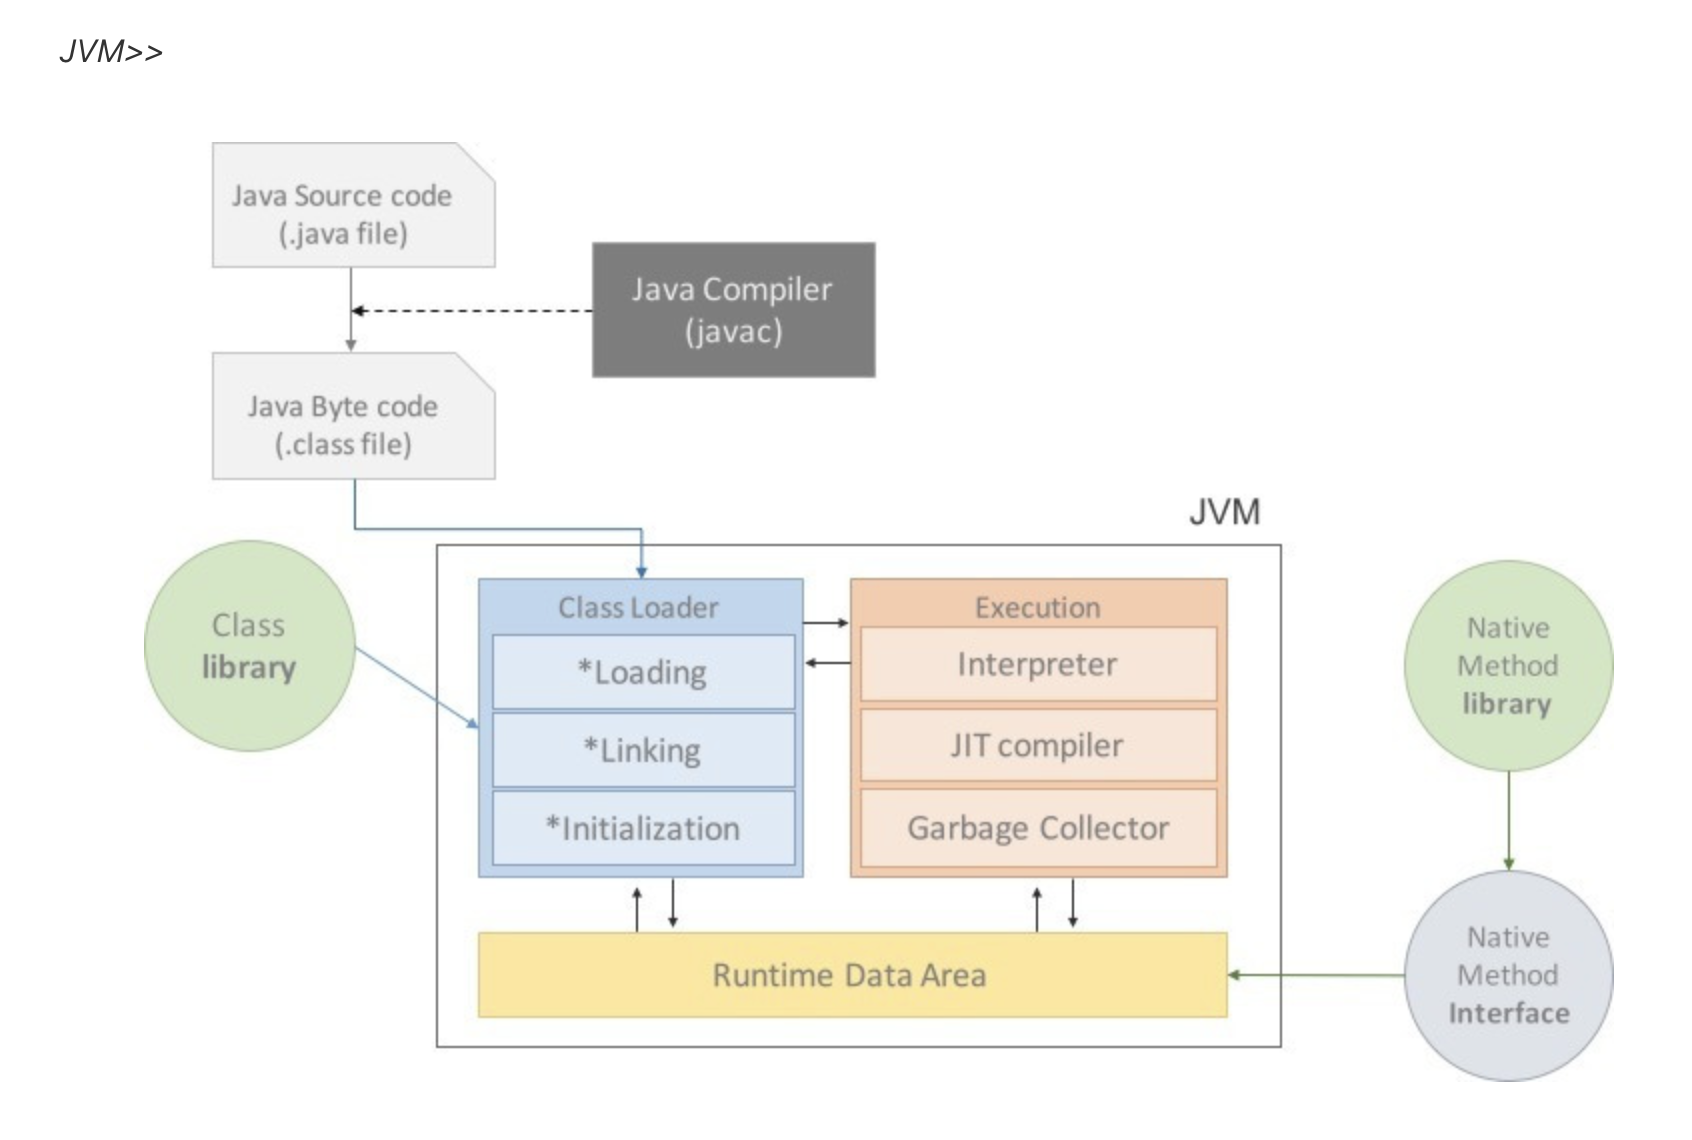 JVM>>
Java Source code
(.java file)
Java Compiler
(javac)
Java Byte code
(.class file)
JVM
Class
library
Class Loader
*Loading
*Linking
*Initialization
Execution
Interpreter
JIT compiler
Garbage Collector
Runtime Data Area
Native
Method
library
Native
Method
Interface